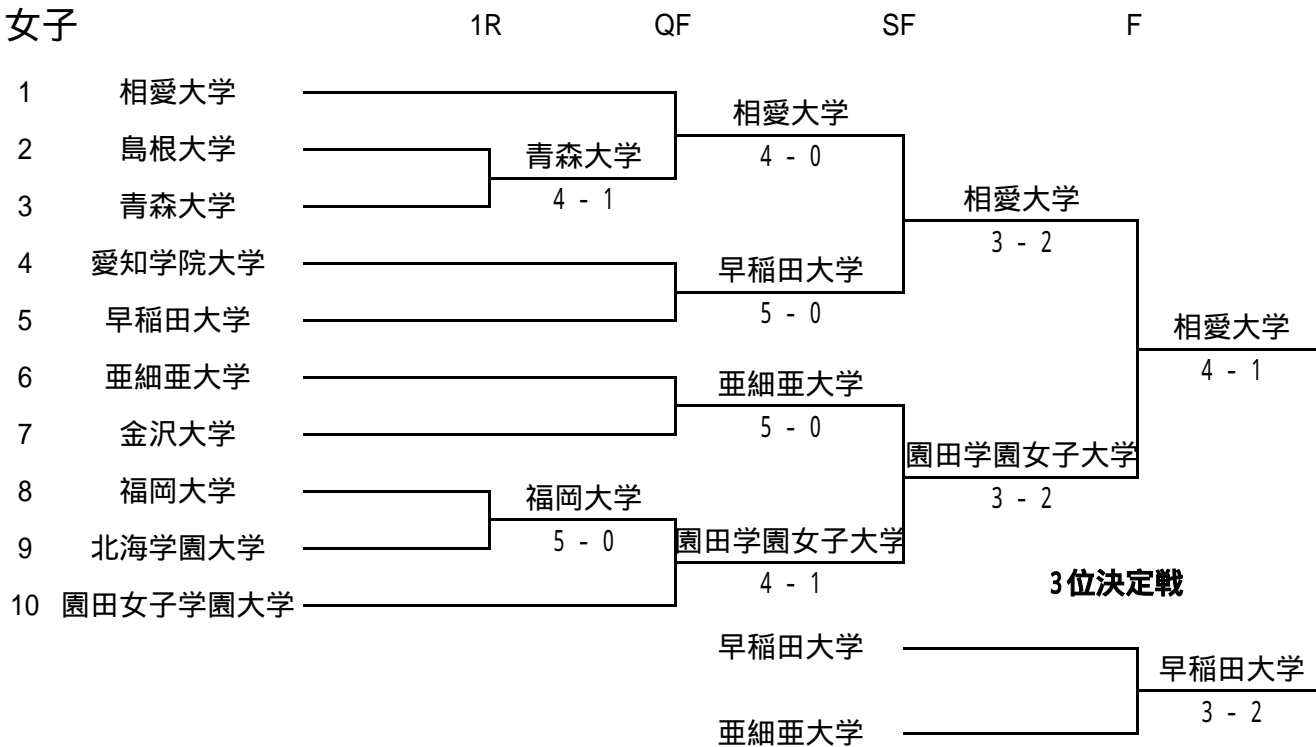 女子 1R QF SF F
1 相愛大学
相愛大学
2 島根大学
青森大学
4 - 0
3 青森大学
4 - 1
相愛大学
3 - 2
4 愛知学院大学
早稲田大学
5 早稲田大学
5 - 0
相愛大学
4 - 1
6 亜細亜大学
亜細亜大学
7 金沢大学
5 - 0
園田学園女子大学
3 - 2
8 福岡大学
福岡大学
9 北海学園大学
5 - 0
園田学園女子大学
4 - 1
10 園田女子学園大学
3位決定戦
早稲田大学
早稲田大学
3 - 2
亜細亜大学